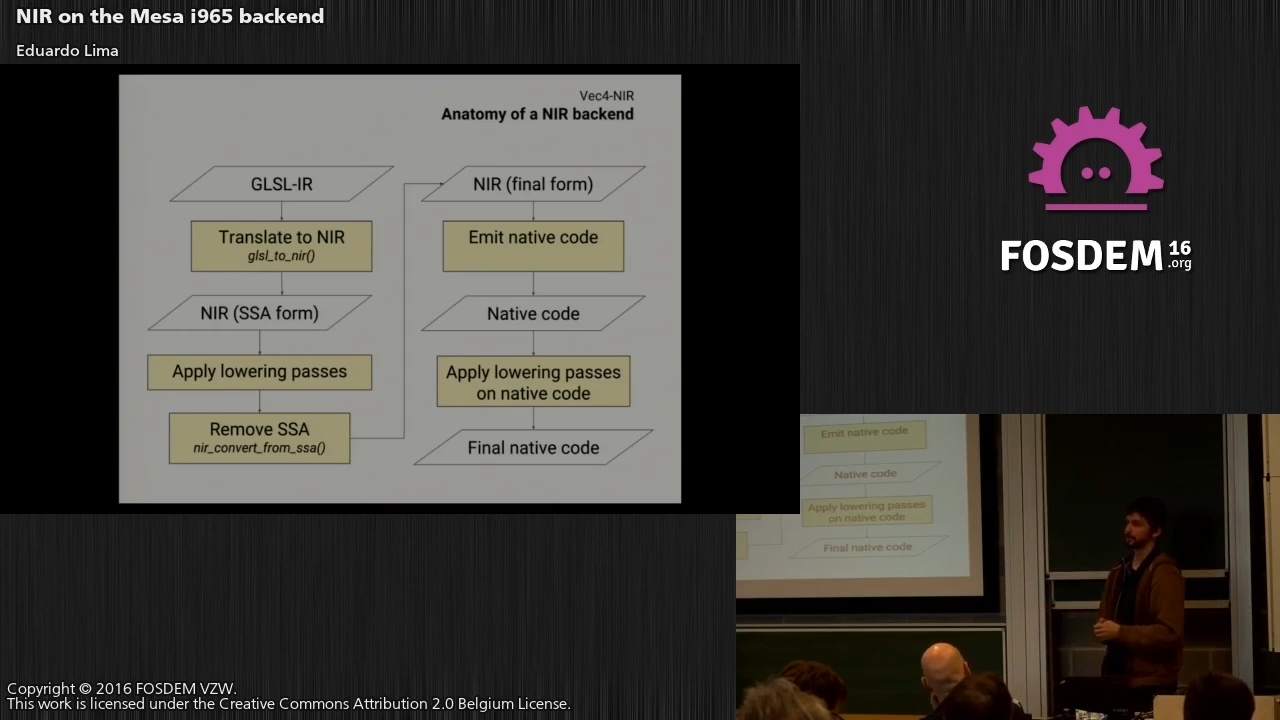 NIR on the Mesa i965 backend
Eduardo Lima
Vec4-NIR
Anatomy of a NIR backend
GLSL-IR
Translate to NIR
glsl_to_nir()
NIR (SSA form)
Apply lowering passes
Remove SSA
nir_convert_from_ssa()
NIR (final form)
Emit native code
Native code
Apply lowering passes
on native code
Final native code
FOSDEM 16
.org
Emit native code
Native code
Apply lowering passes
on native code
Final native code
Copyright © 2016 FOSDEM VZW.
This work is licensed under the Creative Commons Attribution 2.0 Belgium License.